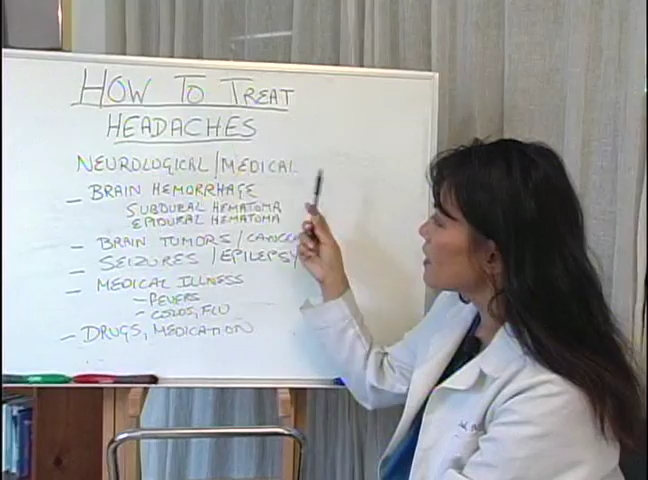 HOW TO TREAT
HEADACHES
NEUROLOGICAL/MEDICAL
- BRAIN HEMORRHAGE
SUBDURAL HEMATOMA
EPIDURAL HEMATOMA
- BRAIN TUMORS/
- SEIZURES /EPILEPSY
- MEDICAL ILLNESS
- FEVERS
- COLDS, FLU
- DRUGS, MEDICATION